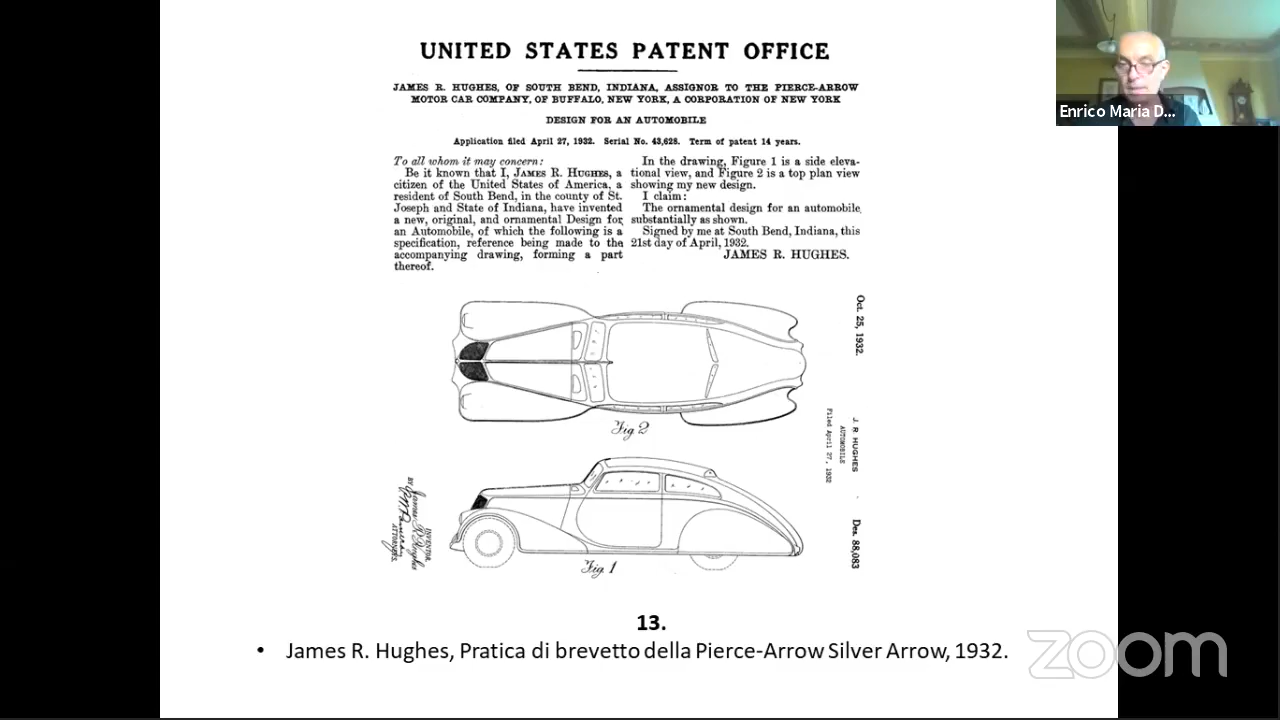 UNITED STATES PATENT OFFICE
JAMES R. HUGHES, OF SOUTH BEND, INDIANA, ASSIGNOR TO THE PIERCE-ARROW
MOTOR CAR COMPANY, OF BUFFALO, NEW YORK, A CORPORATION OF NEW YORK
DESIGN FOR AN AUTOMOBILE
Application filed April 27, 1932. Serial No. 43,628. Term of patent 14 years.
To all whom it may concern:
Be it known that I, JAMES R. HUGHES, a
citizen of the United States of America, a
resident of South Bend, in the county of St.
Joseph and State of Indiana, have invented
a new, original, and ornamental Design for
an Automobile, of which the following is a
specification, reference being made to the
accompanying drawing, forming a part
thereof.
In the drawing, Figure 1 is a side eleva-
tional view, and Figure 2 is a top plan view
showing my new design.
I claim:
The ornamental design for an automobile
substantially as shown.
Signed by me at South Bend, Indiana, this
21st day of April, 1932.
JAMES R. HUGHES.
Oct. 25, 1932.
J. R HUGHES
AUTOMOBILE
Filed April 27, 1932
Des. 88,083
Fig 2
Fig 1
INVENTOR
James R Hughes
BY
ATTORNEYS.
13.
• James R. Hughes, Pratica di brevetto della Pierce-Arrow Silver Arrow, 1932.
Enrico Maria D...
zoom